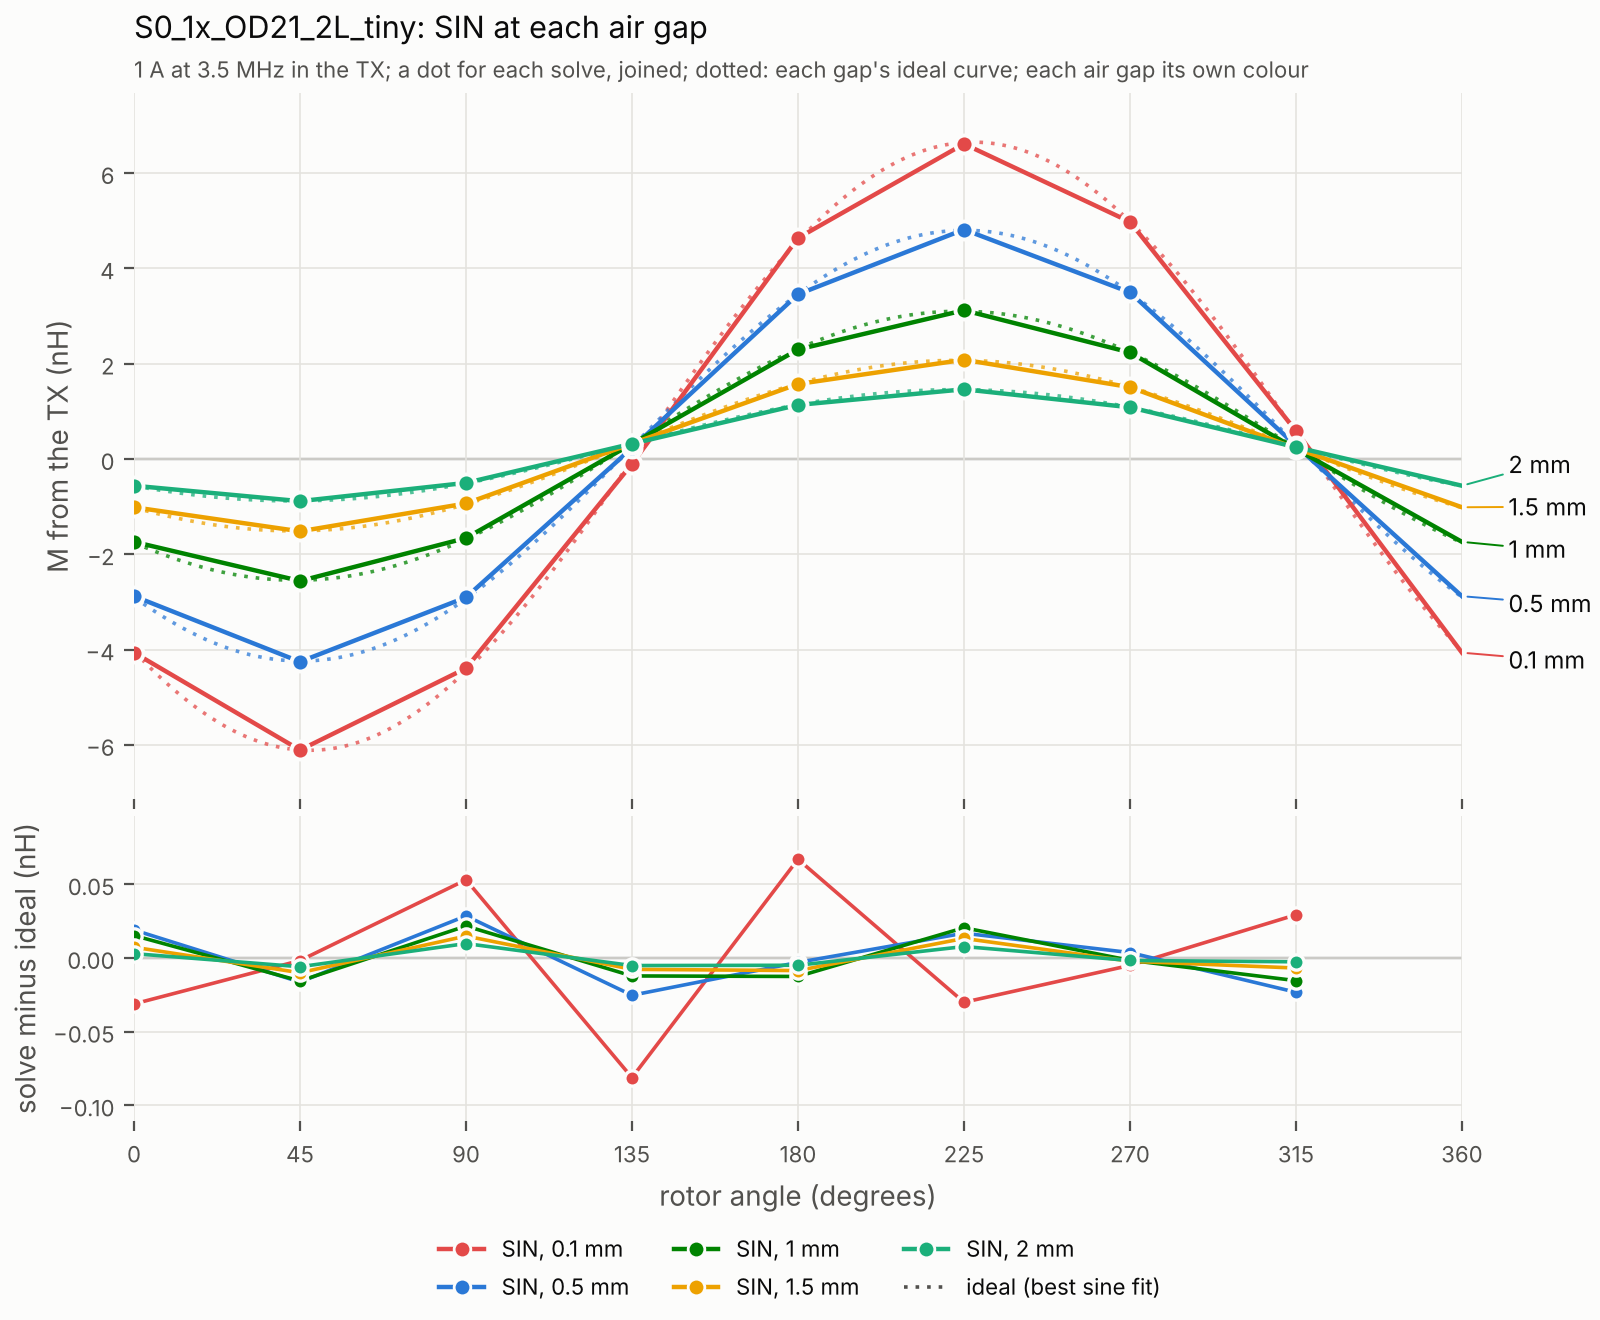 S0_1x_OD21_2L_tiny: SIN at each air gap
1 A at 3.5 MHz in the TX; a dot for each solve, joined; dotted: each gap's ideal curve; each air gap its own colour
M from the TX (nH)
6
4
2
0
−2
−4
−6
2 mm
1.5 mm
1 mm
0.5 mm
0.1 mm
solve minus ideal (nH)
0.05
0.00
−0.05
−0.10
0 45 90 135 180 225 270 315 360
rotor angle (degrees)
SIN, 0.1 mm SIN, 1 mm SIN, 2 mm
SIN, 0.5 mm SIN, 1.5 mm ideal (best sine fit)